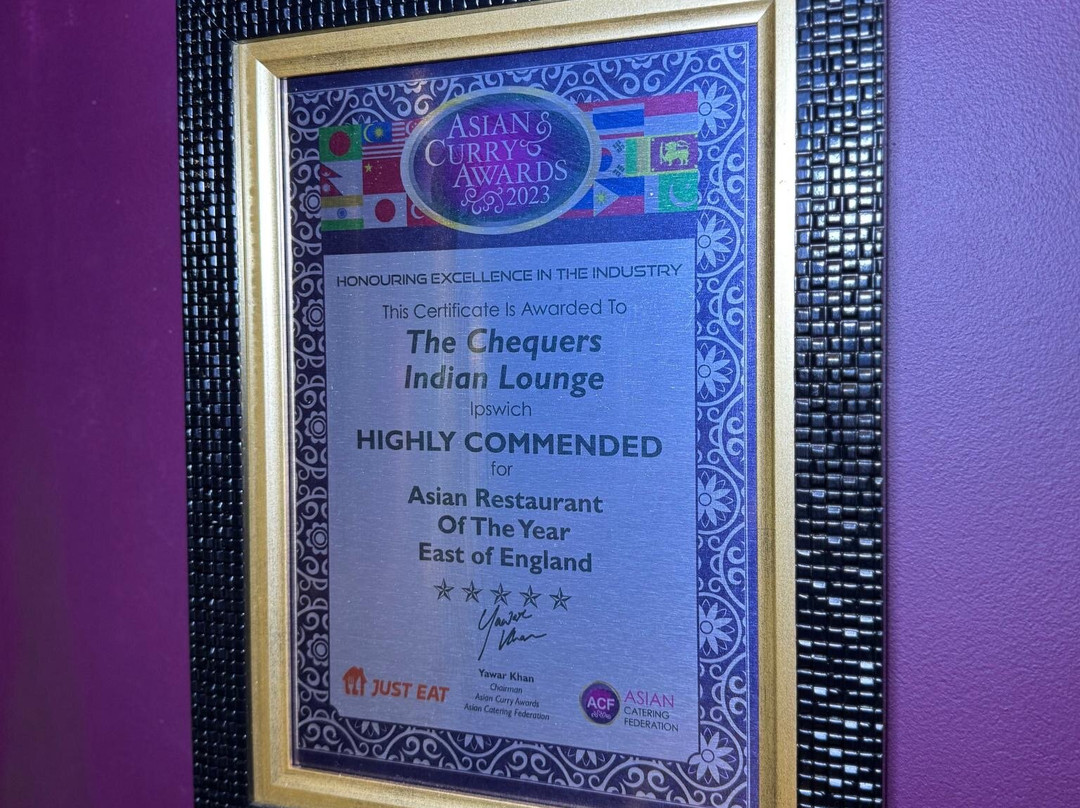 ASIAN &
CURRY
AWARDS
2023
HONOURING EXCELLENCE IN THE INDUSTRY
This Certificate Is Awarded To
The Chequers
Indian Lounge
Ipswich
HIGHLY COMMENDED
for
Asian Restaurant
Of The Year
East of England
Yawar
Khan
Yawar Khan
Chairman
Asian Curry Awards
Asian Catering Federation
JUST EAT
ACF
ASIAN
CATERING
FEDERATION